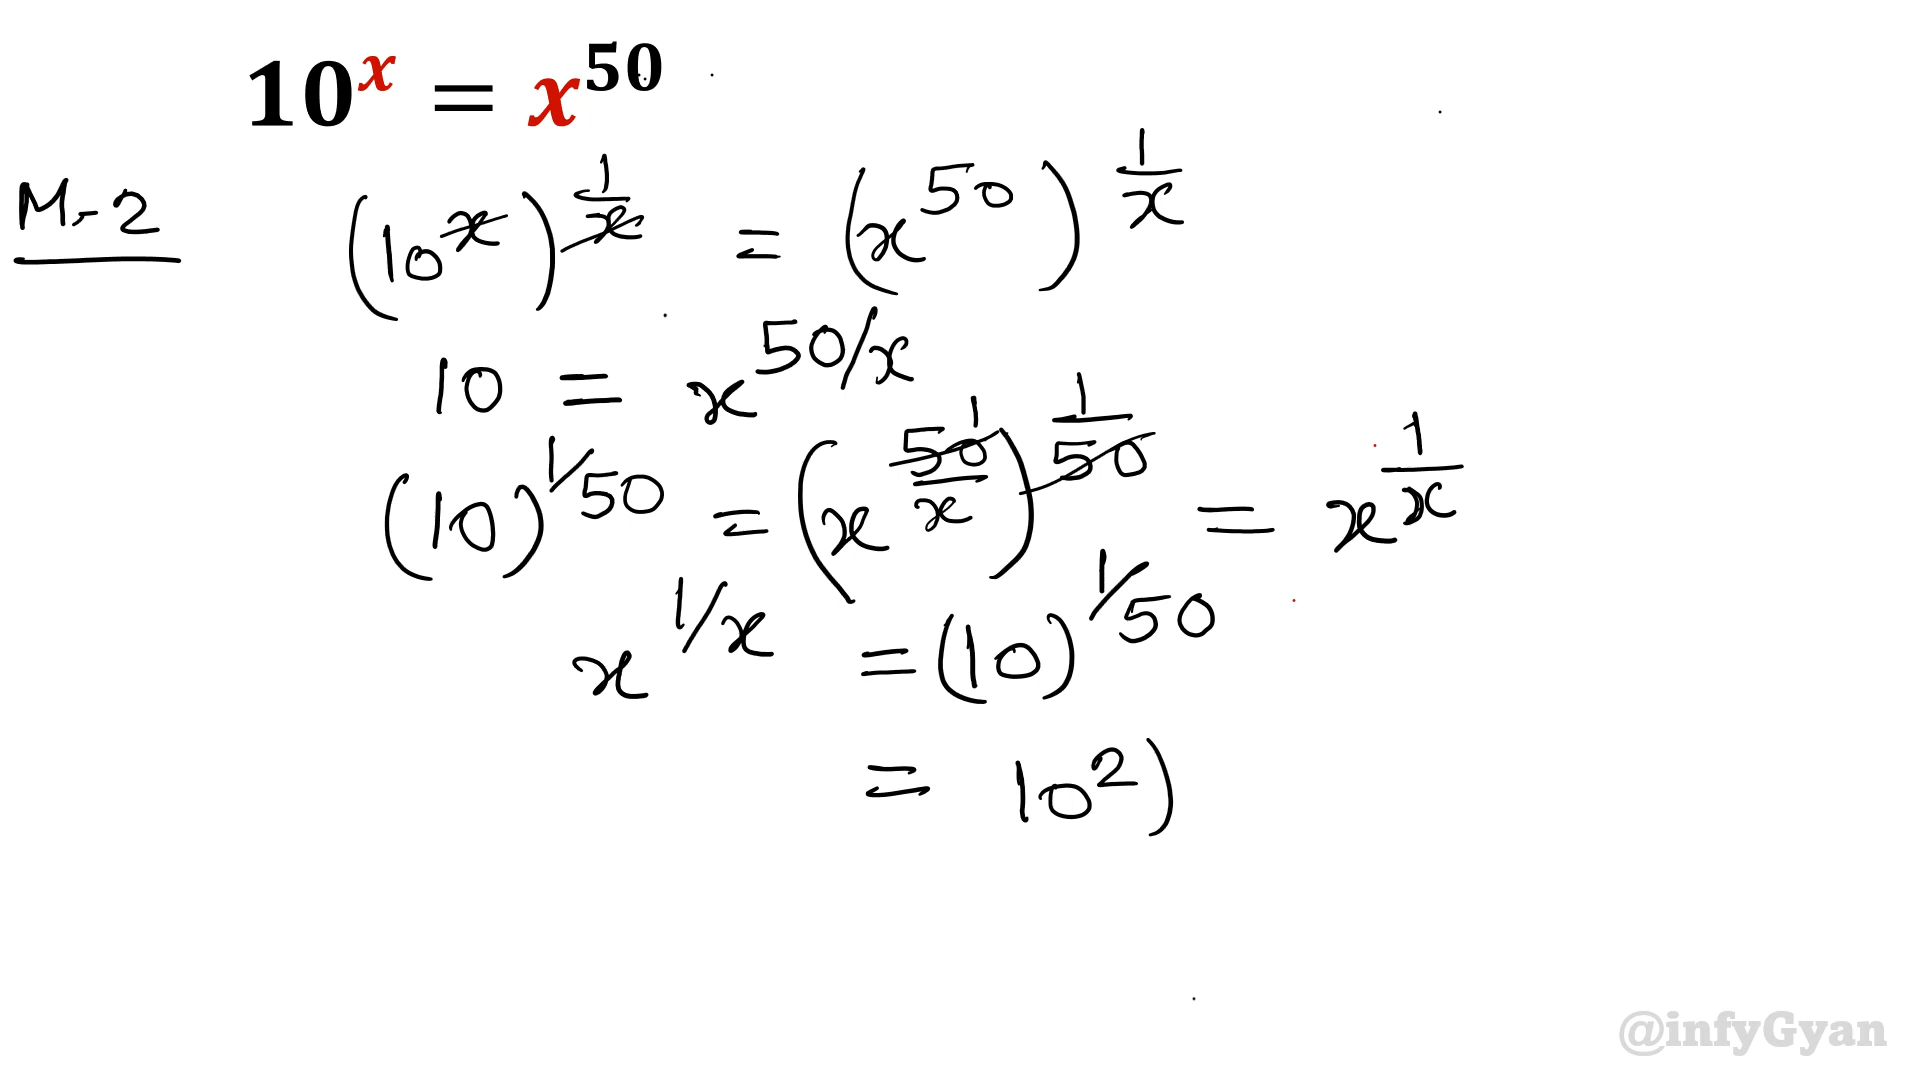 10^x = x^50
M-2 (10^x)^(1/x) = (x^50)^(1/x)
10 = x^(50/x)
(10)^(1/50) = (x^(50/x))^(1/50) = x^(1/x)
x^(1/x) = (10)^(1/50)
= 10^2)
@infyGyan